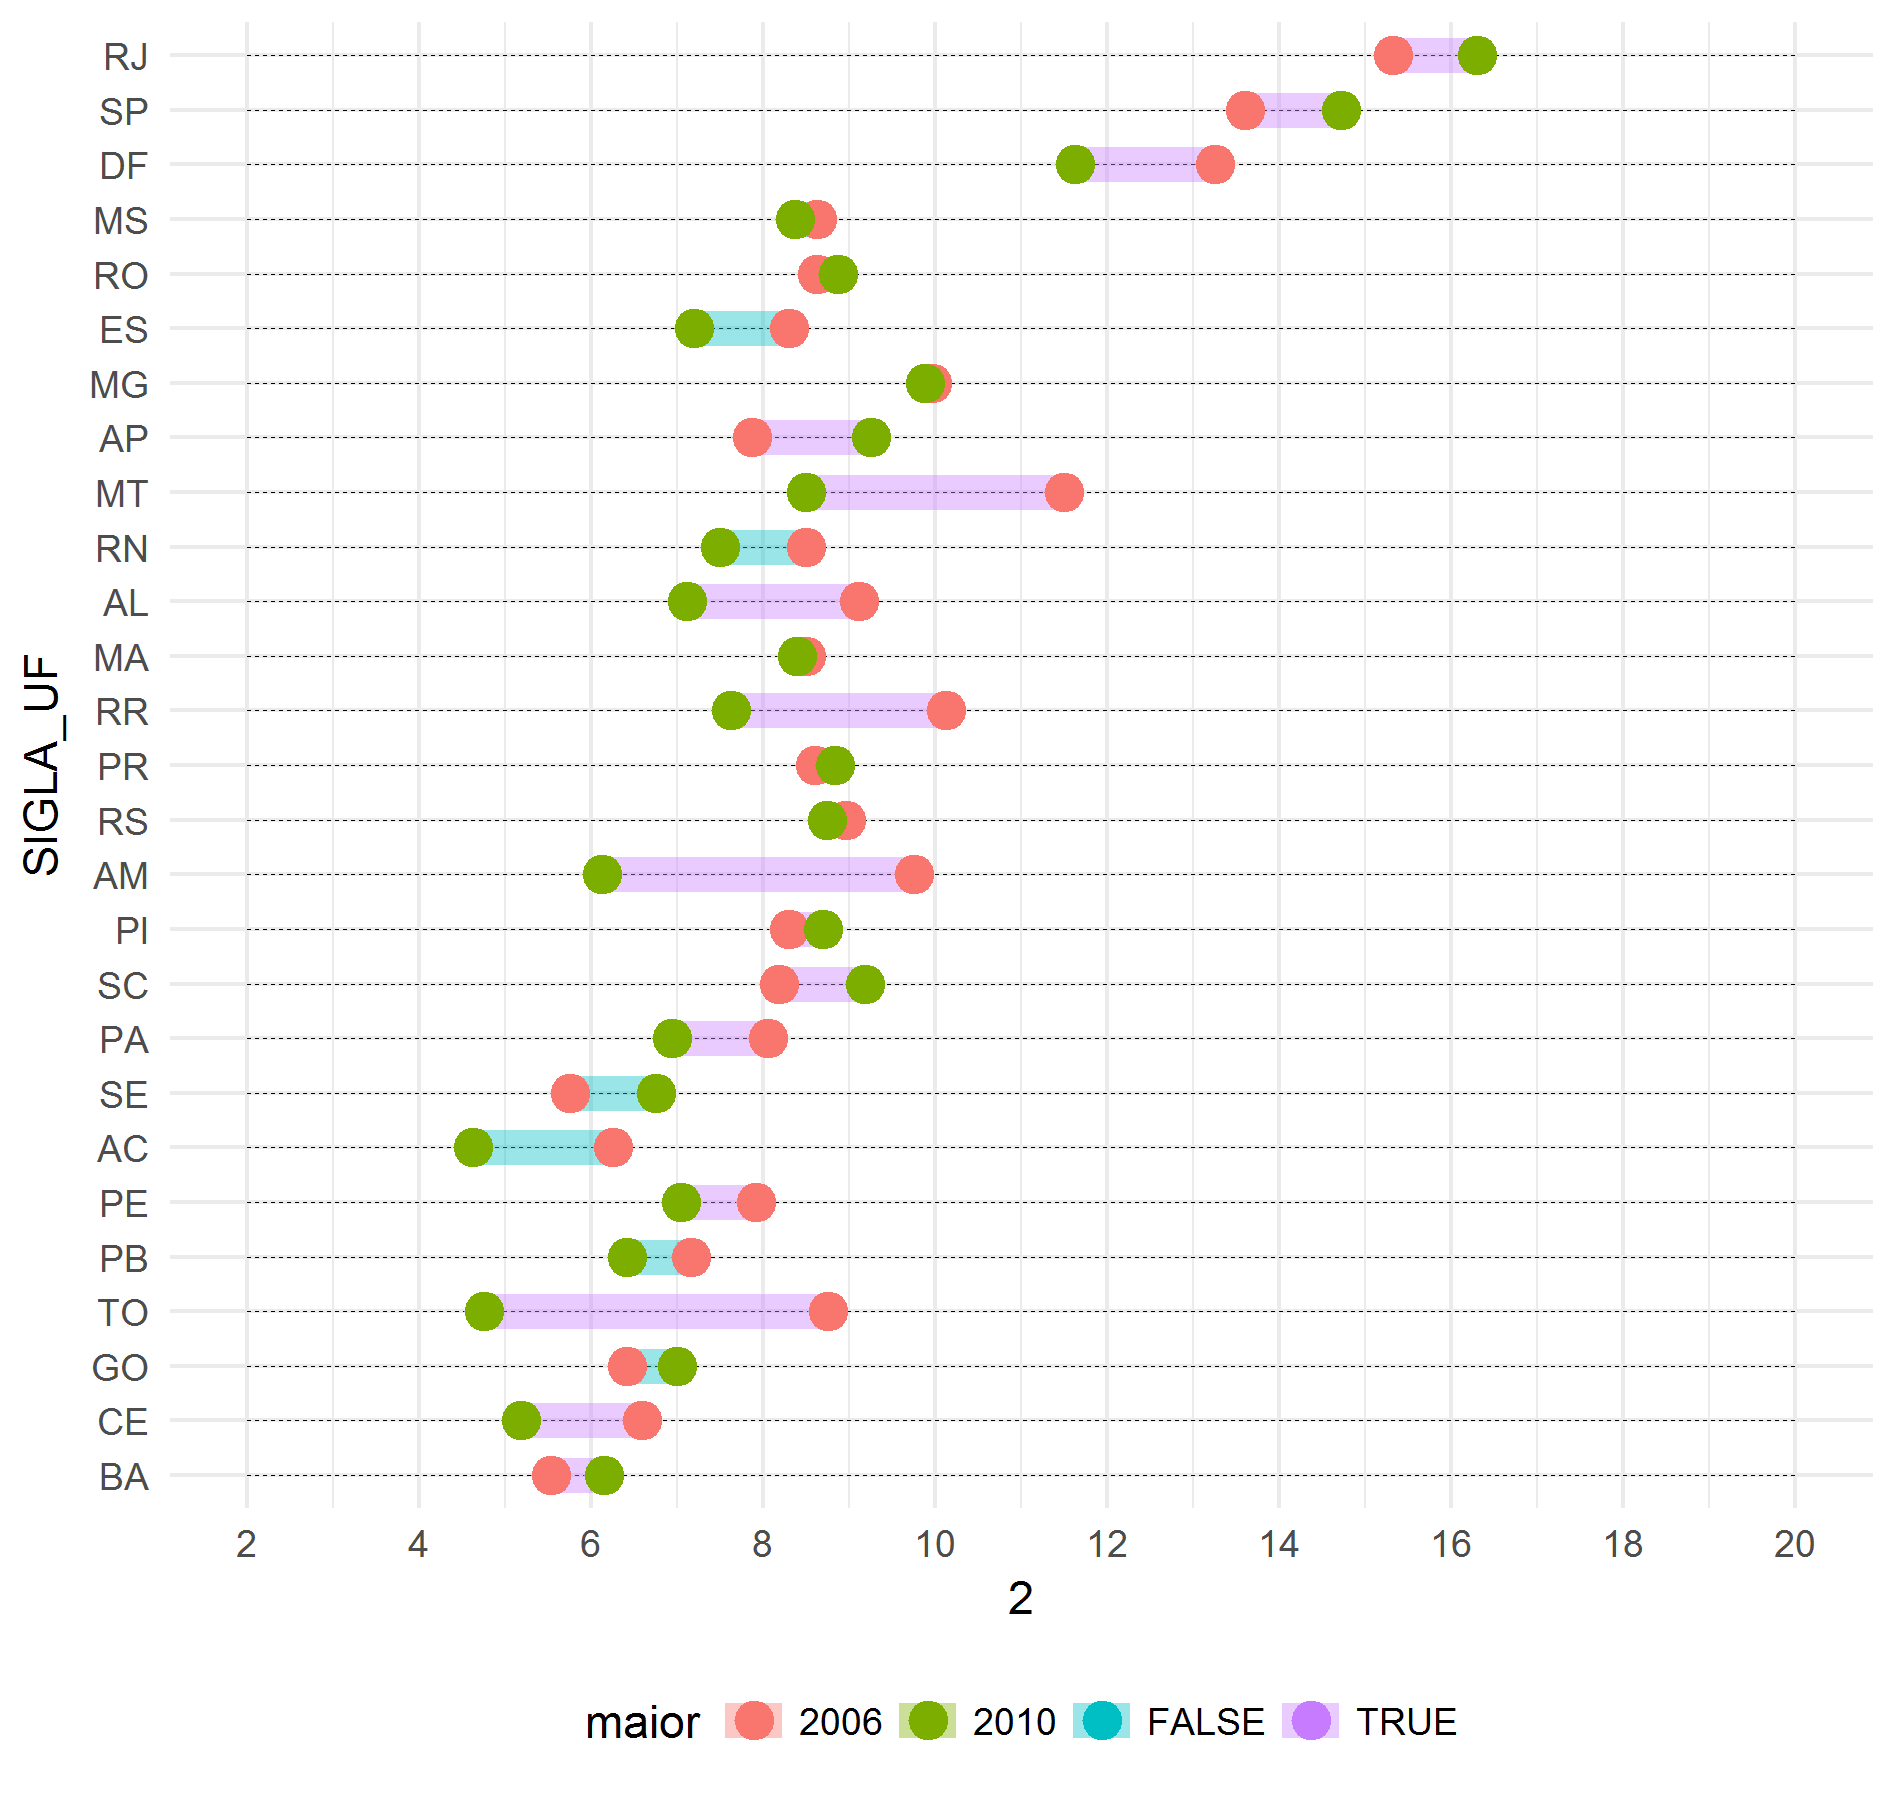 RJ
SP
DF
MS
RO
ES
MG
AP
MT
RN
AL
MA
RR
PR
RS
AM
PI
SC
PA
SE
AC
PE
PB
TO
GO
CE
BA
SIGLA_UF
2 4 6 8 10 12 14 16 18 20
2
maior 2006 2010 FALSE TRUE